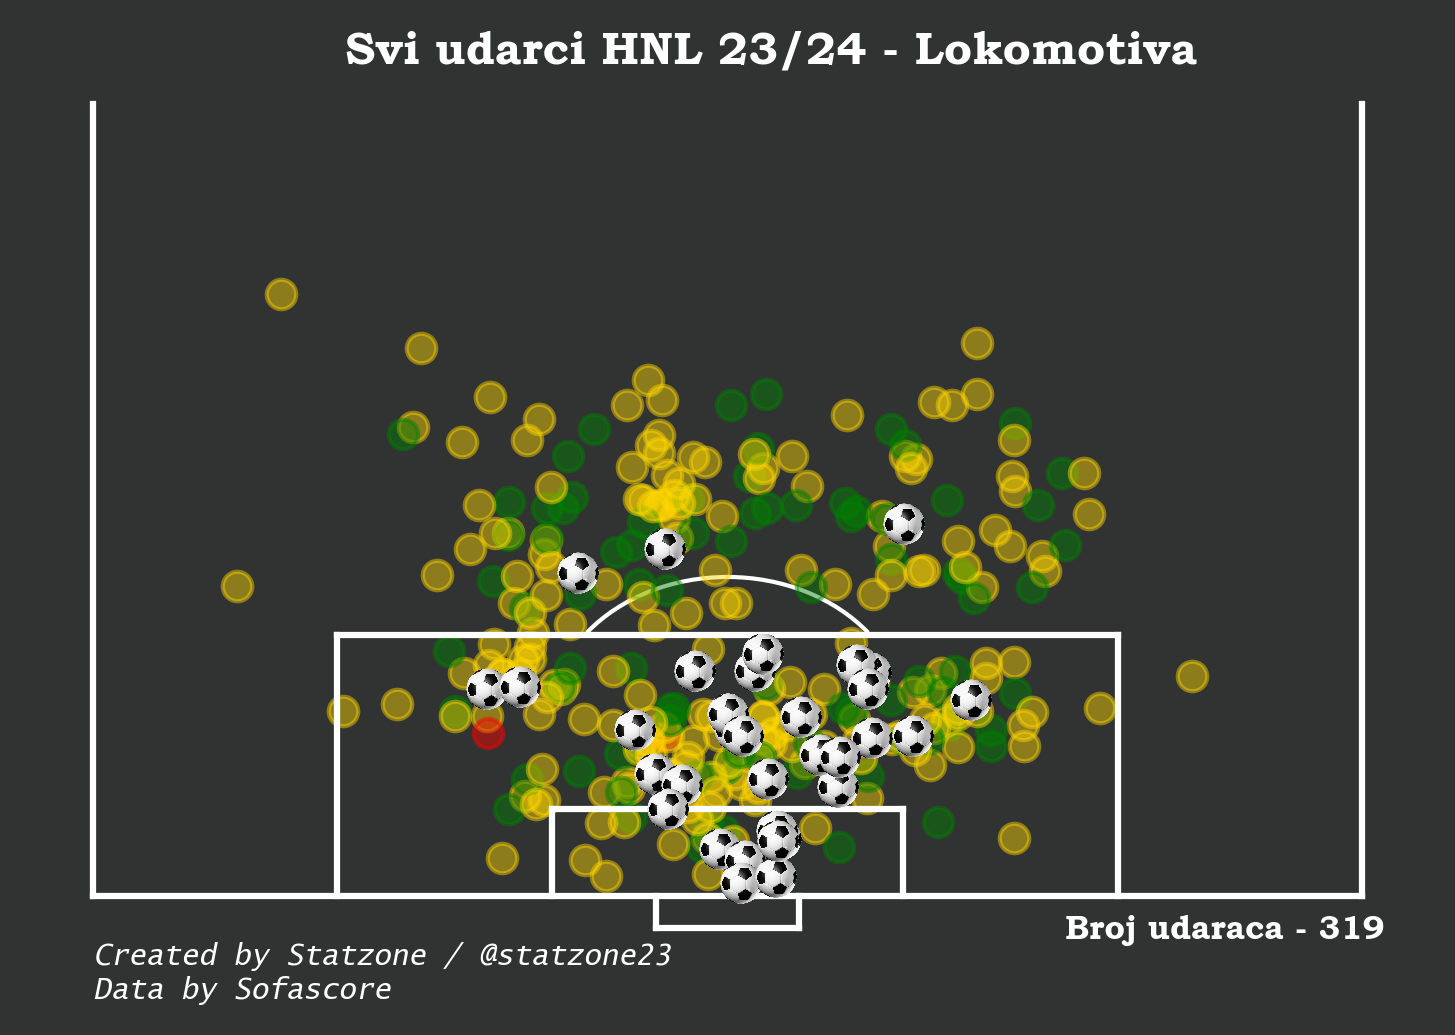 Svi udarci HNL 23/24 - Lokomotiva
Broj udaraca - 319
Created by Statzone / @statzone23
Data by Sofascore